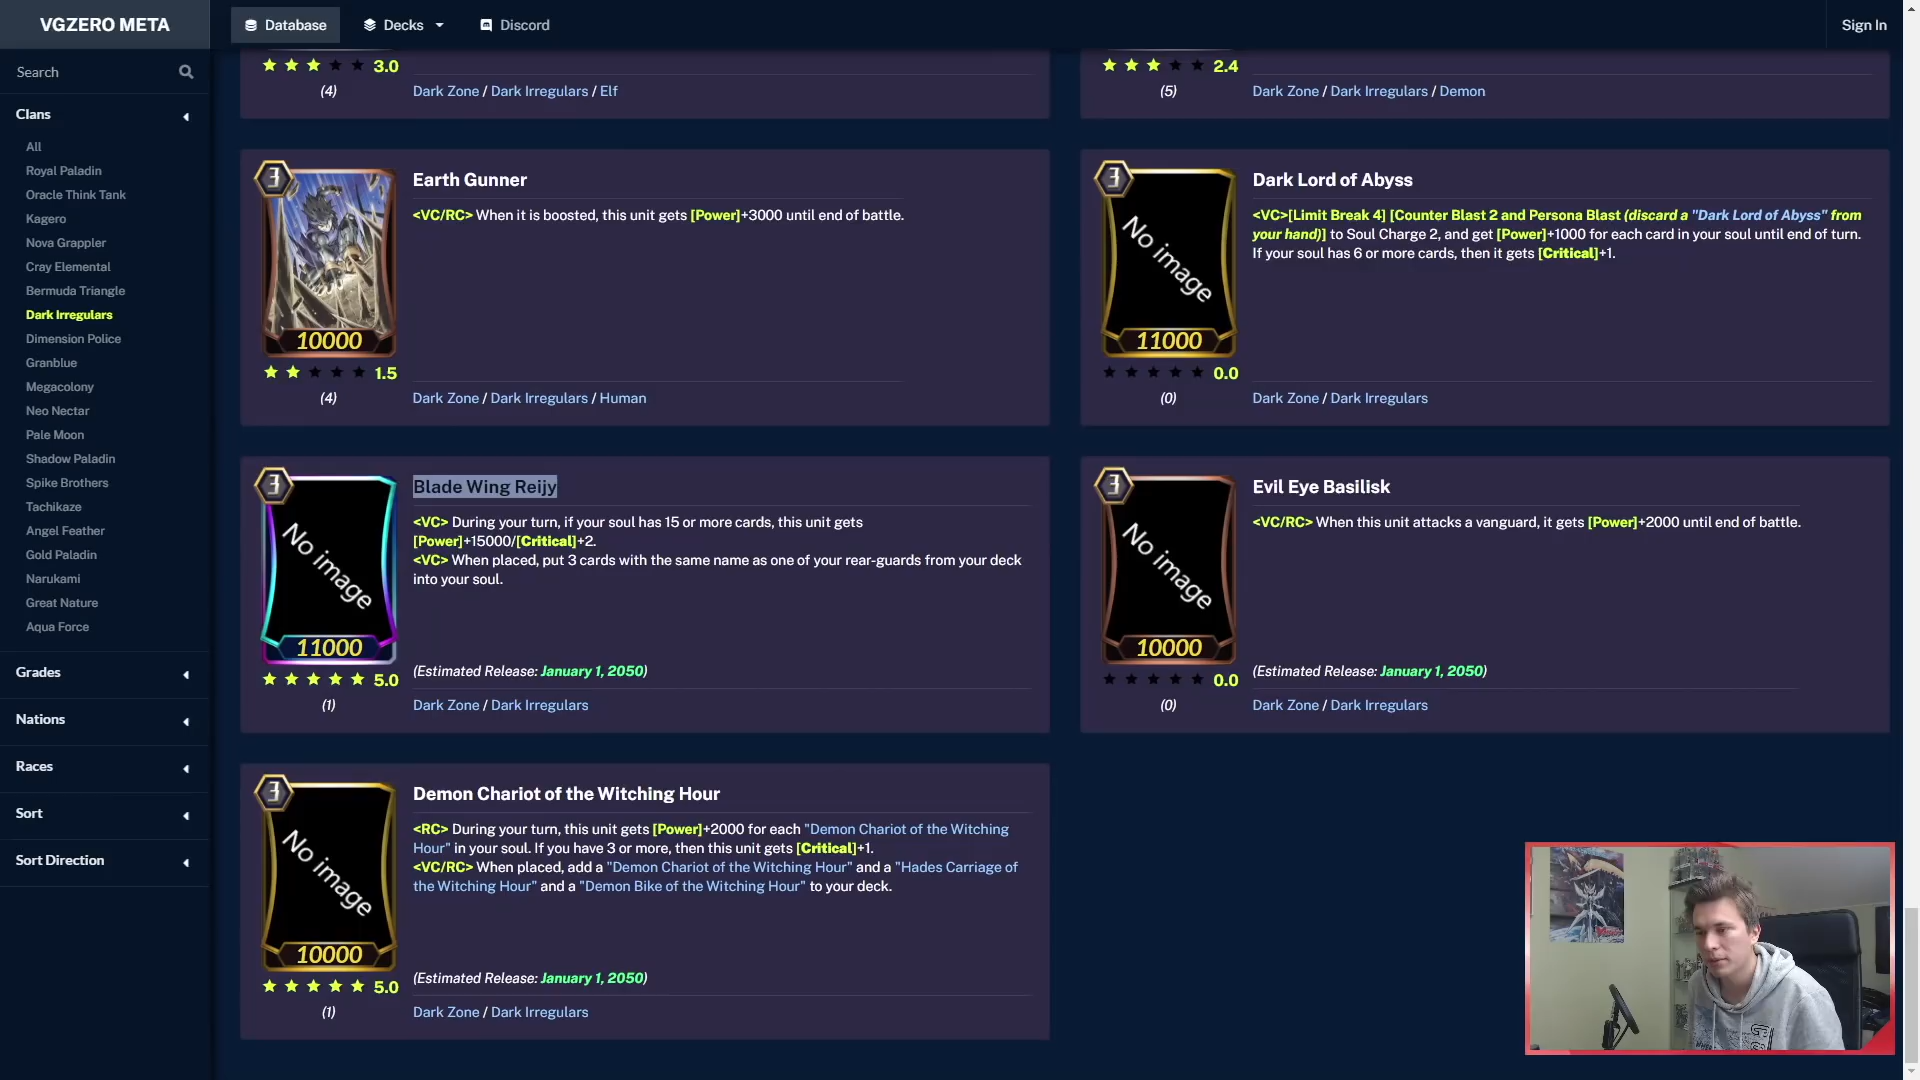 VGZERO META
Database
Decks
Discord
Sign In
Search
Clans
All
Royal Paladin
Oracle Think Tank
Kagero
Nova Grappler
Cray Elemental
Bermuda Triangle
Dark Irregulars
Dimension Police
Granblue
Megacolony
Neo Nectar
Pale Moon
Shadow Paladin
Spike Brothers
Tachikaze
Angel Feather
Gold Paladin
Narukami
Great Nature
Aqua Force
Grades
Nations
Races
Sort
Sort Direction
3.0
(4)
Dark Zone / Dark Irregulars / Elf
2.4
(5)
Dark Zone / Dark Irregulars / Demon
3
10000
1.5
(4)
Earth Gunner
<VC/RC> When it is boosted, this unit gets [Power]+3000 until end of battle.
Dark Zone / Dark Irregulars / Human
3
No image
11000
0.0
(0)
Dark Lord of Abyss
<VC>[Limit Break 4] [Counter Blast 2 and Persona Blast (discard a "Dark Lord of Abyss" from
your hand)] to Soul Charge 2, and get [Power]+1000 for each card in your soul until end of turn.
If your soul has 6 or more cards, then it gets [Critical]+1.
Dark Zone / Dark Irregulars
3
No image
11000
5.0
(1)
Blade Wing Reijy
<VC> During your turn, if your soul has 15 or more cards, this unit gets
[Power]+15000/[Critical]+2.
<VC> When placed, put 3 cards with the same name as one of your rear-guards from your deck
into your soul.
(Estimated Release: January 1, 2050)
Dark Zone / Dark Irregulars
3
No image
10000
0.0
(0)
Evil Eye Basilisk
<VC/RC> When this unit attacks a vanguard, it gets [Power]+2000 until end of battle.
(Estimated Release: January 1, 2050)
Dark Zone / Dark Irregulars
3
No image
10000
5.0
(1)
Demon Chariot of the Witching Hour
<RC> During your turn, this unit gets [Power]+2000 for each "Demon Chariot of the Witching
Hour" in your soul. If you have 3 or more, then this unit gets [Critical]+1.
<VC/RC> When placed, add a "Demon Chariot of the Witching Hour" and a "Hades Carriage of
the Witching Hour" and a "Demon Bike of the Witching Hour" to your deck.
(Estimated Release: January 1, 2050)
Dark Zone / Dark Irregulars